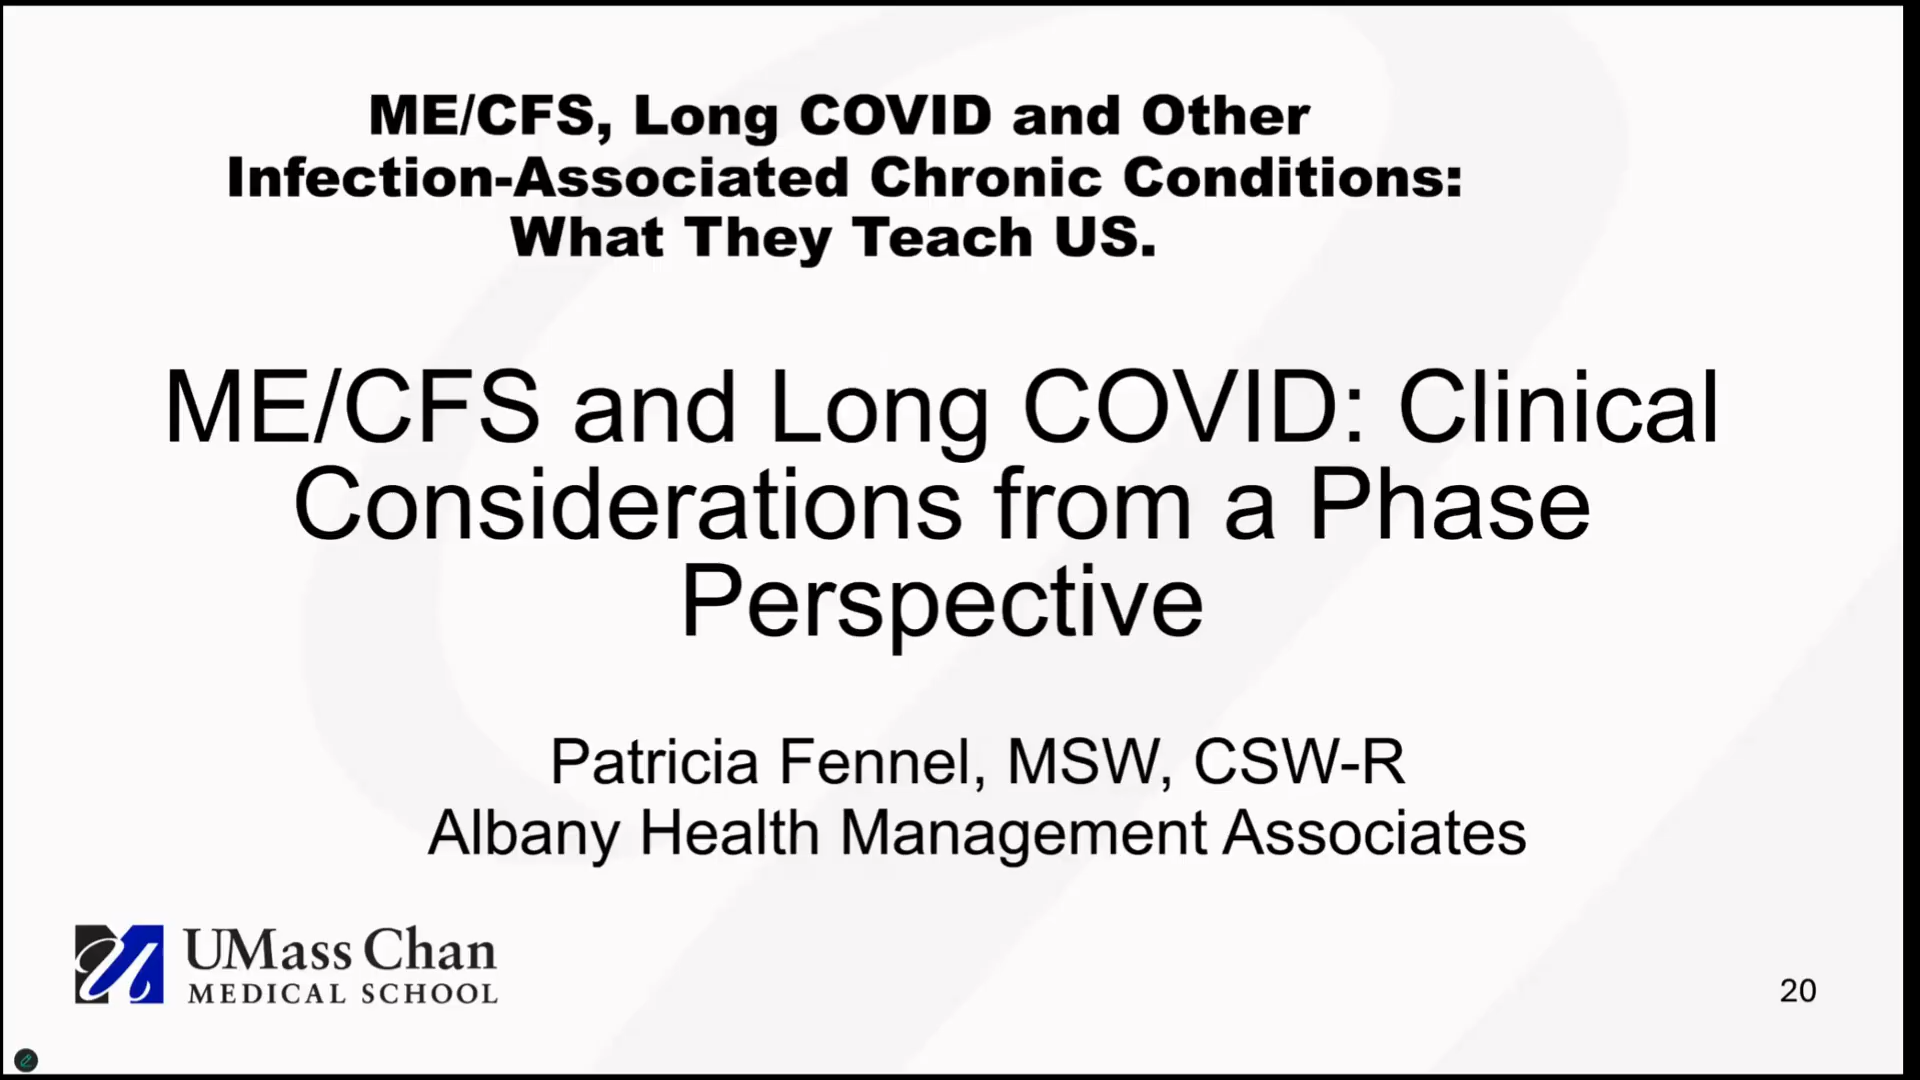 ME/CFS, Long COVID and Other
Infection-Associated Chronic Conditions:
What They Teach US.
ME/CFS and Long COVID: Clinical
Considerations from a Phase
Perspective
Patricia Fennel, MSW, CSW-R
Albany Health Management Associates
UMass Chan
MEDICAL SCHOOL
20